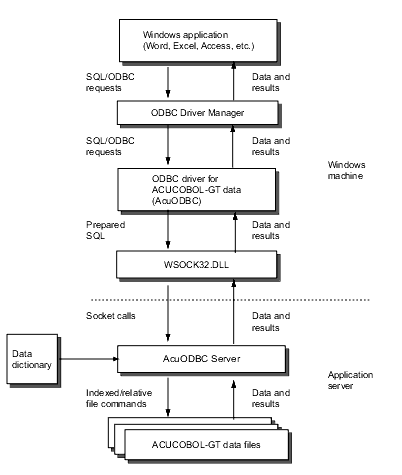 Windows application
(Word, Excel, Access, etc.)
SQL/ODBC
requests
Data and
results
ODBC Driver Manager
SQL/ODBC
requests
Data and
results
Windows
machine
ODBC driver for
ACUCOBOL-GT data
(AcuODBC)
Prepared
SQL
Data and
results
WSOCK32.DLL
Socket calls
Data and
results
Data
dictionary
AcuODBC Server
Application
server
Indexed/relative
file commands
Data and
results
ACUCOBOL-GT data files